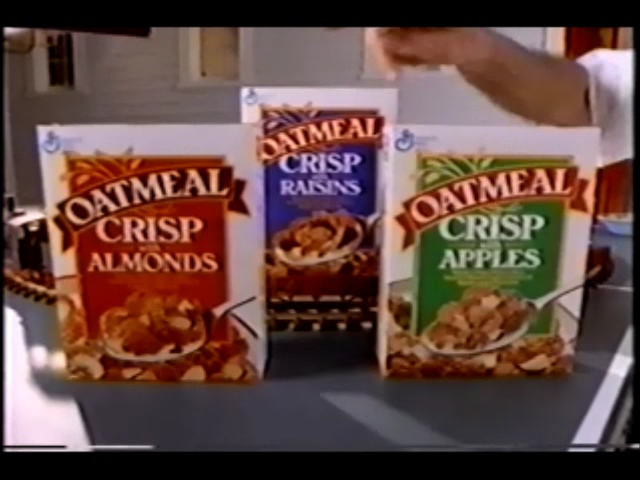 OATMEAL
CRISP
with
ALMONDS
OATMEAL
CRISP
with
RAISINS
OATMEAL
CRISP
with
APPLES